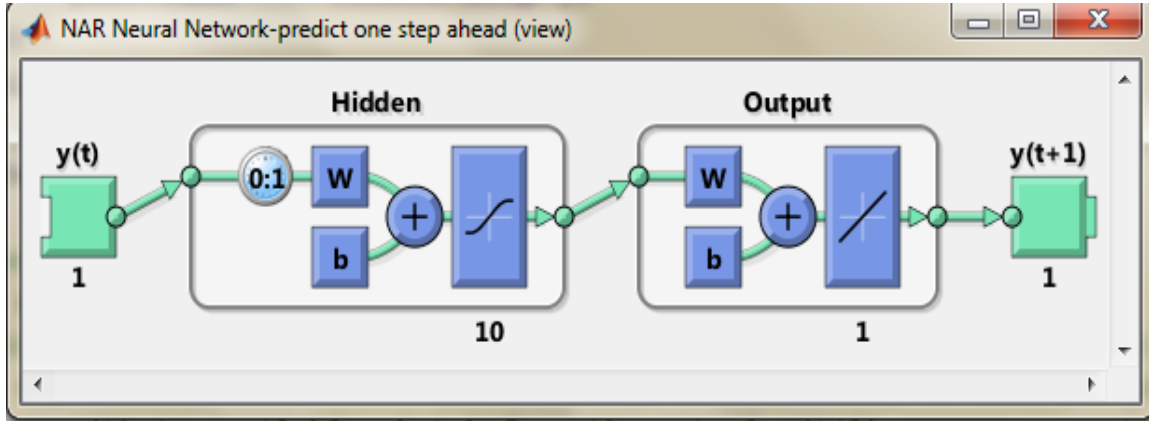 NAR Neural Network-predict one step ahead (view)
Hidden
Output
y(t)
y(t+1)
0:1
W
+
b
W
+
b
1
10
1
1